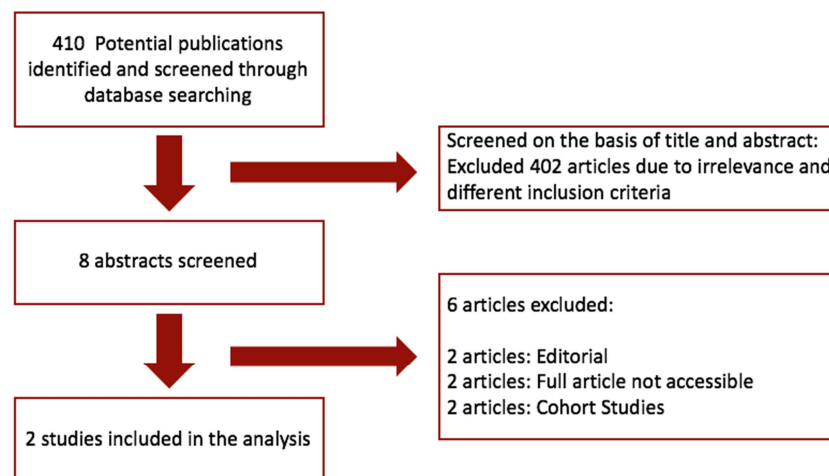 410  Potential publications
identified and screened through
database searching
Screened on the basis of title and abstract:
Excluded 402 articles due to irrelevance and
different inclusion criteria
8 abstracts screened
6 articles excluded:
2 articles: Editorial
2 articles: Full article not accessible
2 articles: Cohort Studies
2 studies included in the analysis